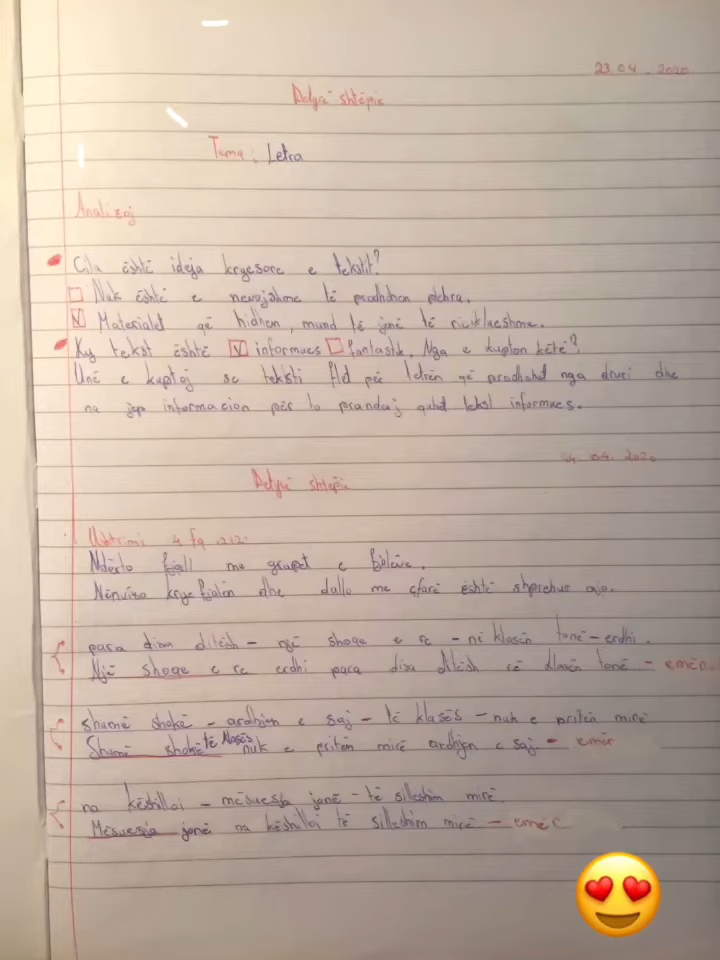 23.04.2020
Detyrë shtëpie
Tema: Letra
Analizoj
Cila është ideja kryesore e tekstit?
Nuk është e nevojshme të prodhohen plehra.
Materialet që hidhen, mund të jenë të riciklueshme.
Ky tekst është informues fantastik. Nga e kupton këtë?
Unë e kuptoj se teksti flet për letrën që prodhohet nga druri dhe
na jep informacion për to prandaj quhet tekst informues.
24.04.2020
Detyrë shtëpie
Ushtrimi 4 fq 212.
Ndërto fjali me grupet e fjalëve.
Nënvizo kryefjalën dhe dallo me çfarë është shprehur ajo.
para disa ditësh - një shoqe e re - në klasën tonë - erdhi.
Një shoqe e re erdhi para disa ditësh në klasën tonë - emër
shumë shokë - ardhjen e saj - të klasës - nuk e pritën mirë
Shumë shokë të klasës nuk e pritën mirë ardhjen e saj. - emër
na këshilloi - mësuesja jonë - të silleshim mirë.
Mësuesja jonë na këshilloi të silleshim mirë - emër